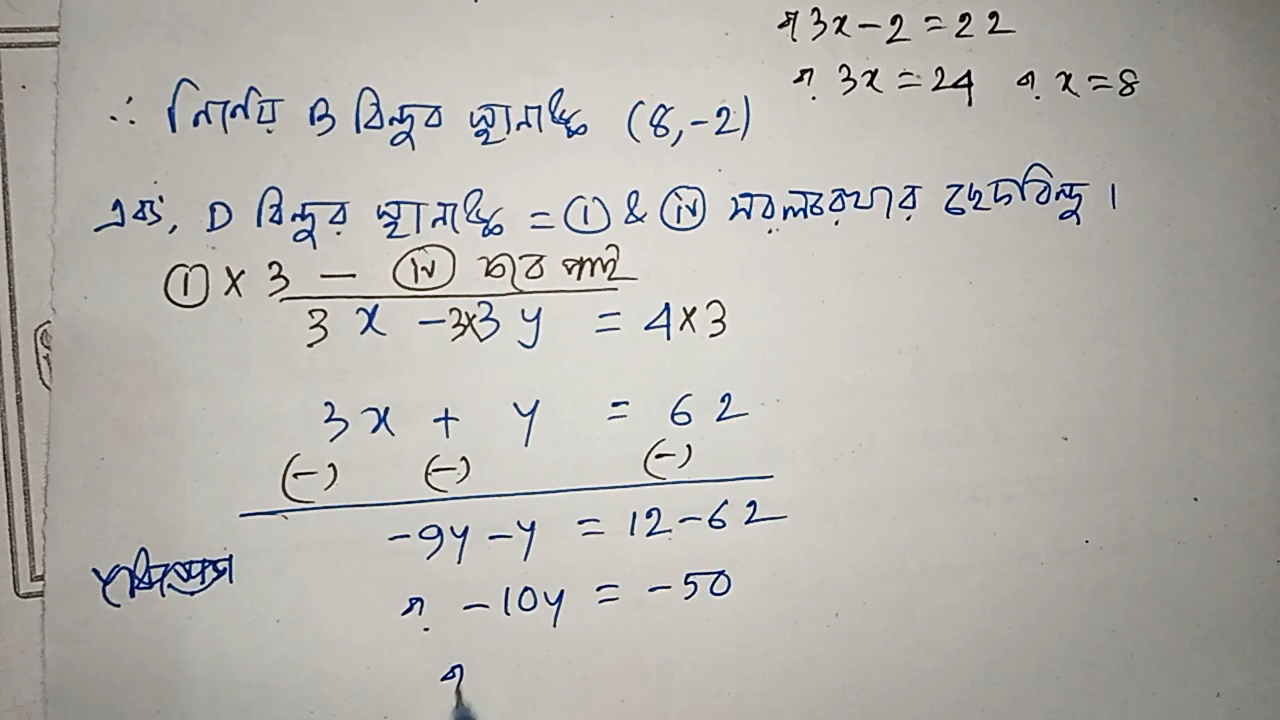 বা 3x - 2 = 22
বা. 3x = 24 বা. x = 8
∴ নির্ণেয় B বিন্দুর স্থানাঙ্ক (8, -2)
এবং, D বিন্দুর স্থানাঙ্ক = (i) & (iv) সরলরেখার ছেদবিন্দু।
(i) × 3 - (iv) করে পাই
3x - 3×3y = 4×3
3x + y = 62
(-) (-) (-)
-9y - y = 12 - 62
বা. -10y = -50
বা